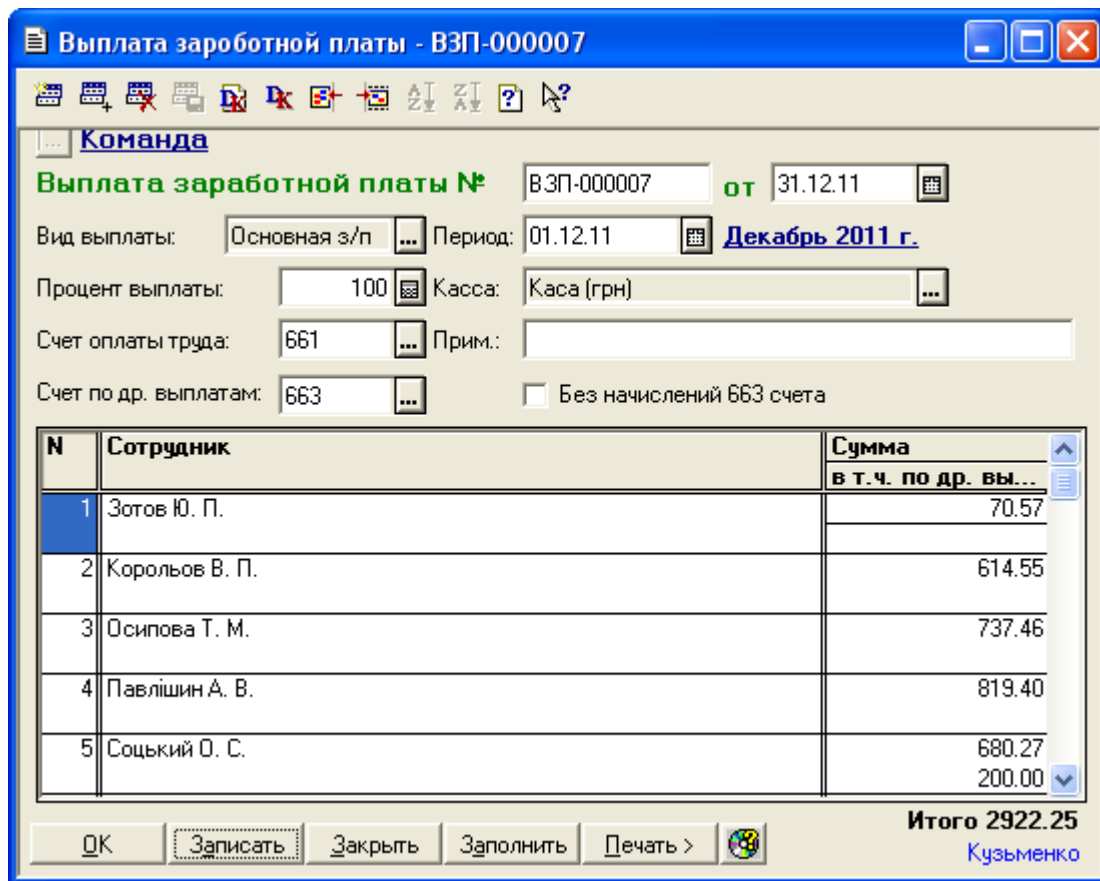 Выплата зароботной платы - ВЗП-000007
Команда
Выплата заработной платы № ВЗП-000007 от 31.12.11
Вид выплаты: Основная з/п ... Период: 01.12.11 Декабрь 2011 г.
Процент выплаты: 100 Касса: Каса (грн) ...
Счет оплаты труда: 661 ... Прим.:
Счет по др. выплатам: 663 ... Без начислений 663 счета
N Сотрудник Сумма
в т.ч. по др. вы...
1 Зотов Ю. П. 70.57
2 Корольов В. П. 614.55
3 Осипова Т. М. 737.46
4 Павлішин А. В. 819.40
5 Соцький О. С. 680.27
200.00
Итого 2922.25
OK Записать Закрыть Заполнить Печать >
Кузьменко